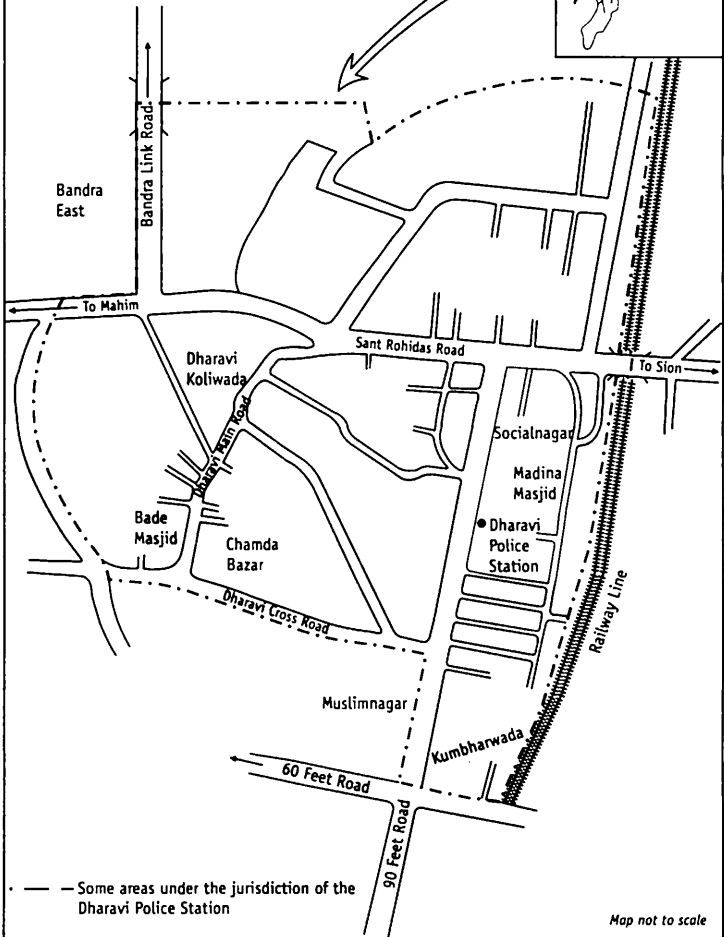 Bandra Link Road
Bandra
East
To Mahim
Sant Rohidas Road
To Sion
Dharavi
Koliwada
Dharavi Main Road
Socialnagar
Madina
Masjid
Bade
Masjid
Chamda
Bazar
Dharavi
Police
Station
Dharavi Cross Road
Railway Line
Muslimnagar
Kumbharwada
60 Feet Road
90 Feet Road
Some areas under the jurisdiction of the
Dharavi Police Station
Map not to scale